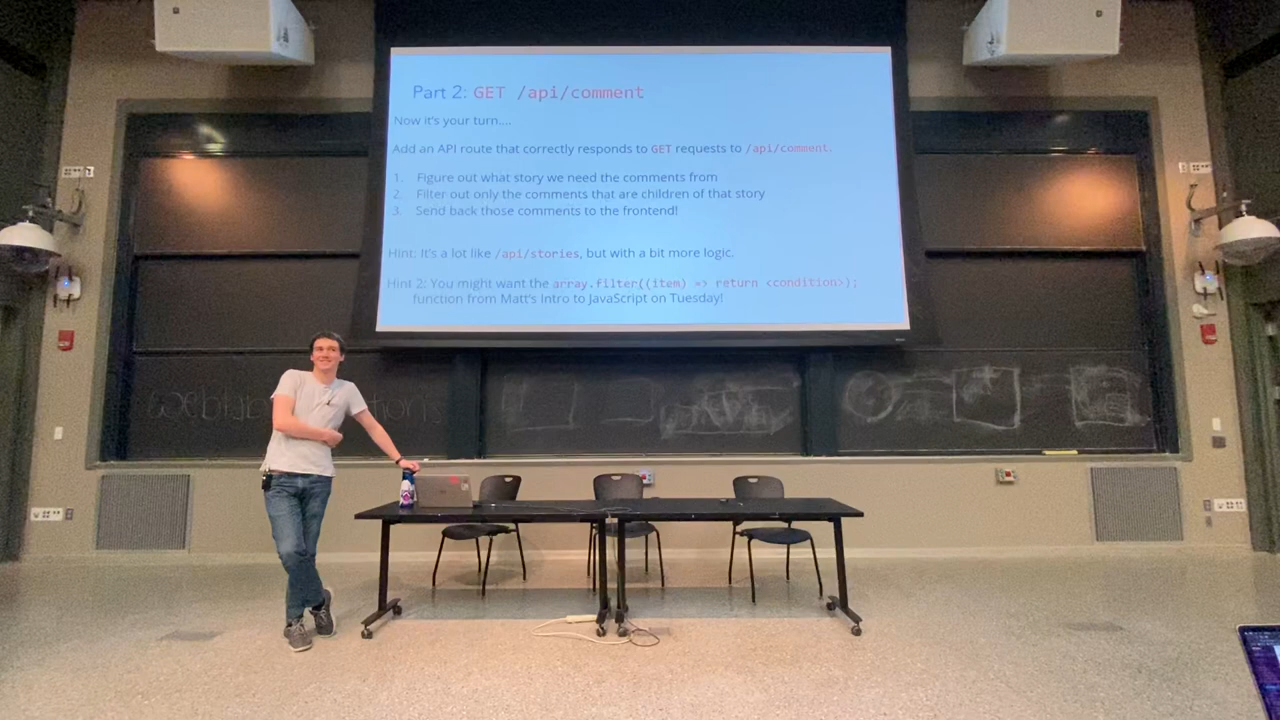 Part 2: GET /api/comment
Now it's your turn....
Add an API route that correctly responds to GET requests to /api/comment.
1. Figure out what story we need the comments from
2. Filter out only the comments that are children of that story
3. Send back those comments to the frontend!
Hint: It's a lot like /api/stories, but with a bit more logic.
Hint 2: You might want the array.filter((item) => return <condition>);
function from Matt's Intro to JavaScript on Tuesday!